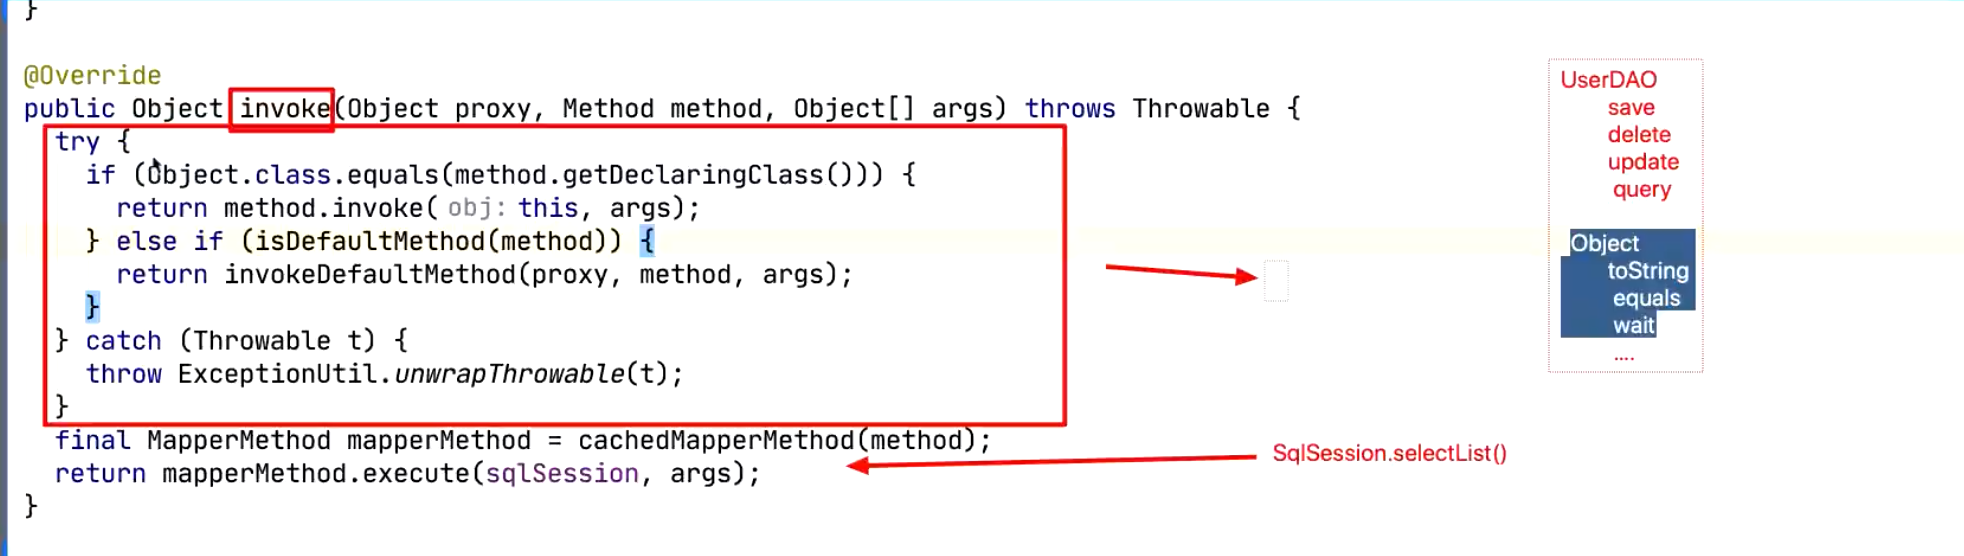 }
@Override
public Object invoke(Object proxy, Method method, Object[] args) throws Throwable {
try {
if (Object.class.equals(method.getDeclaringClass())) {
return method.invoke( obj: this, args);
} else if (isDefaultMethod(method)) {
return invokeDefaultMethod(proxy, method, args);
}
} catch (Throwable t) {
throw ExceptionUtil.unwrapThrowable(t);
}
final MapperMethod mapperMethod = cachedMapperMethod(method);
return mapperMethod.execute(sqlSession, args);
}
UserDAO
save
delete
update
query
Object
toString
equals
wait
....
SqlSession.selectList()